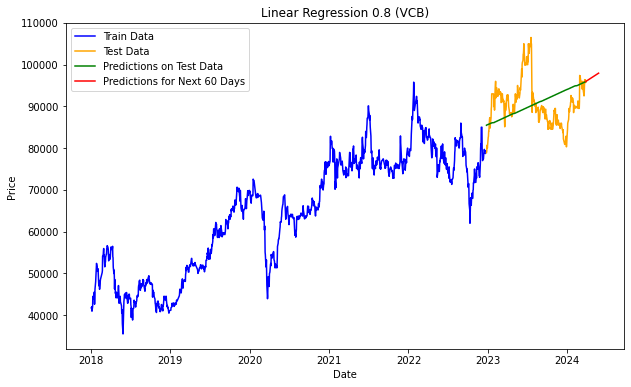 Linear Regression 0.8 (VCB)
Train Data
Test Data
Predictions on Test Data
Predictions for Next 60 Days
110000
100000
90000
80000
70000
60000
50000
40000
Price
2018 2019 2020 2021 2022 2023 2024
Date